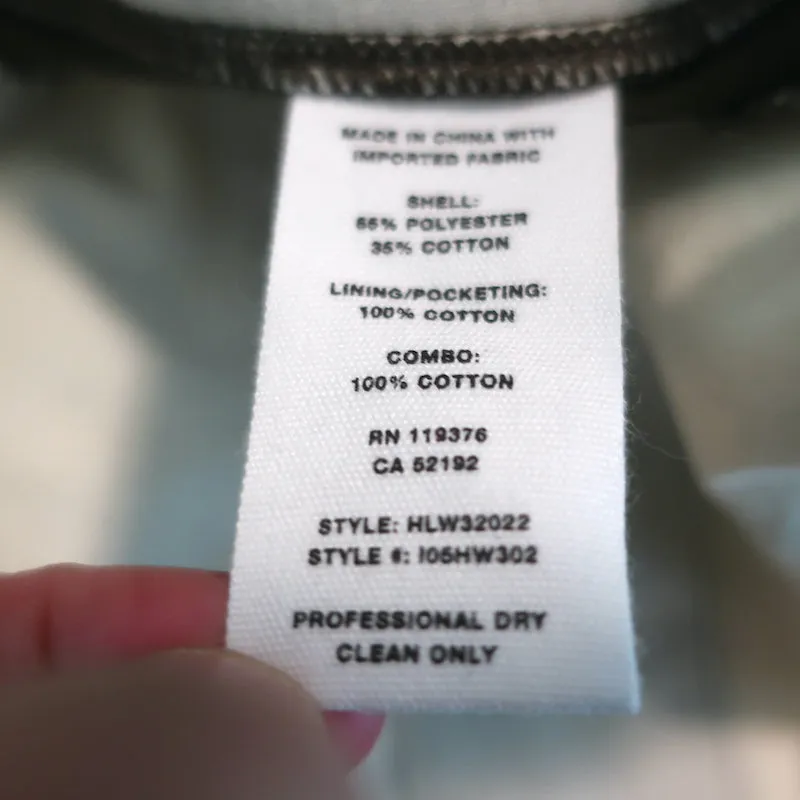 MADE IN CHINA WITH
IMPORTED FABRIC
SHELL:
65% POLYESTER
35% COTTON
LINING/POCKETING:
100% COTTON
COMBO:
100% COTTON
RN 119376
CA 52192
STYLE: HLW32022
STYLE #: I05HW302
PROFESSIONAL DRY
CLEAN ONLY